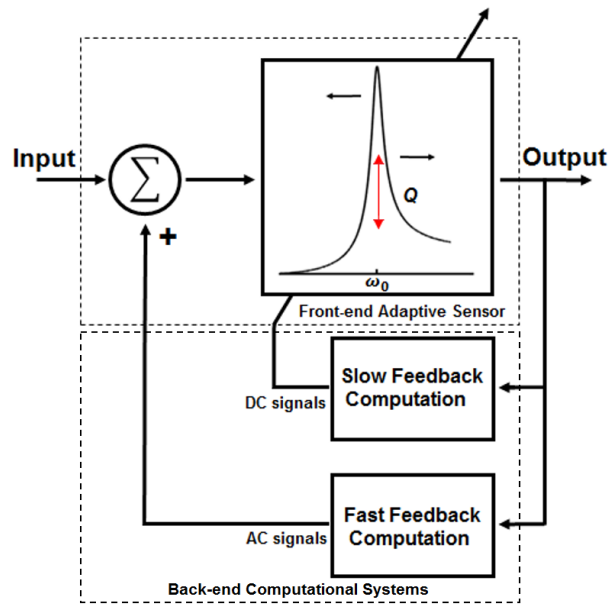 Input
Σ
+
Q
ω0
Output
Front-end Adaptive Sensor
Slow Feedback
Computation
DC signals
Fast Feedback
Computation
AC signals
Back-end Computational Systems